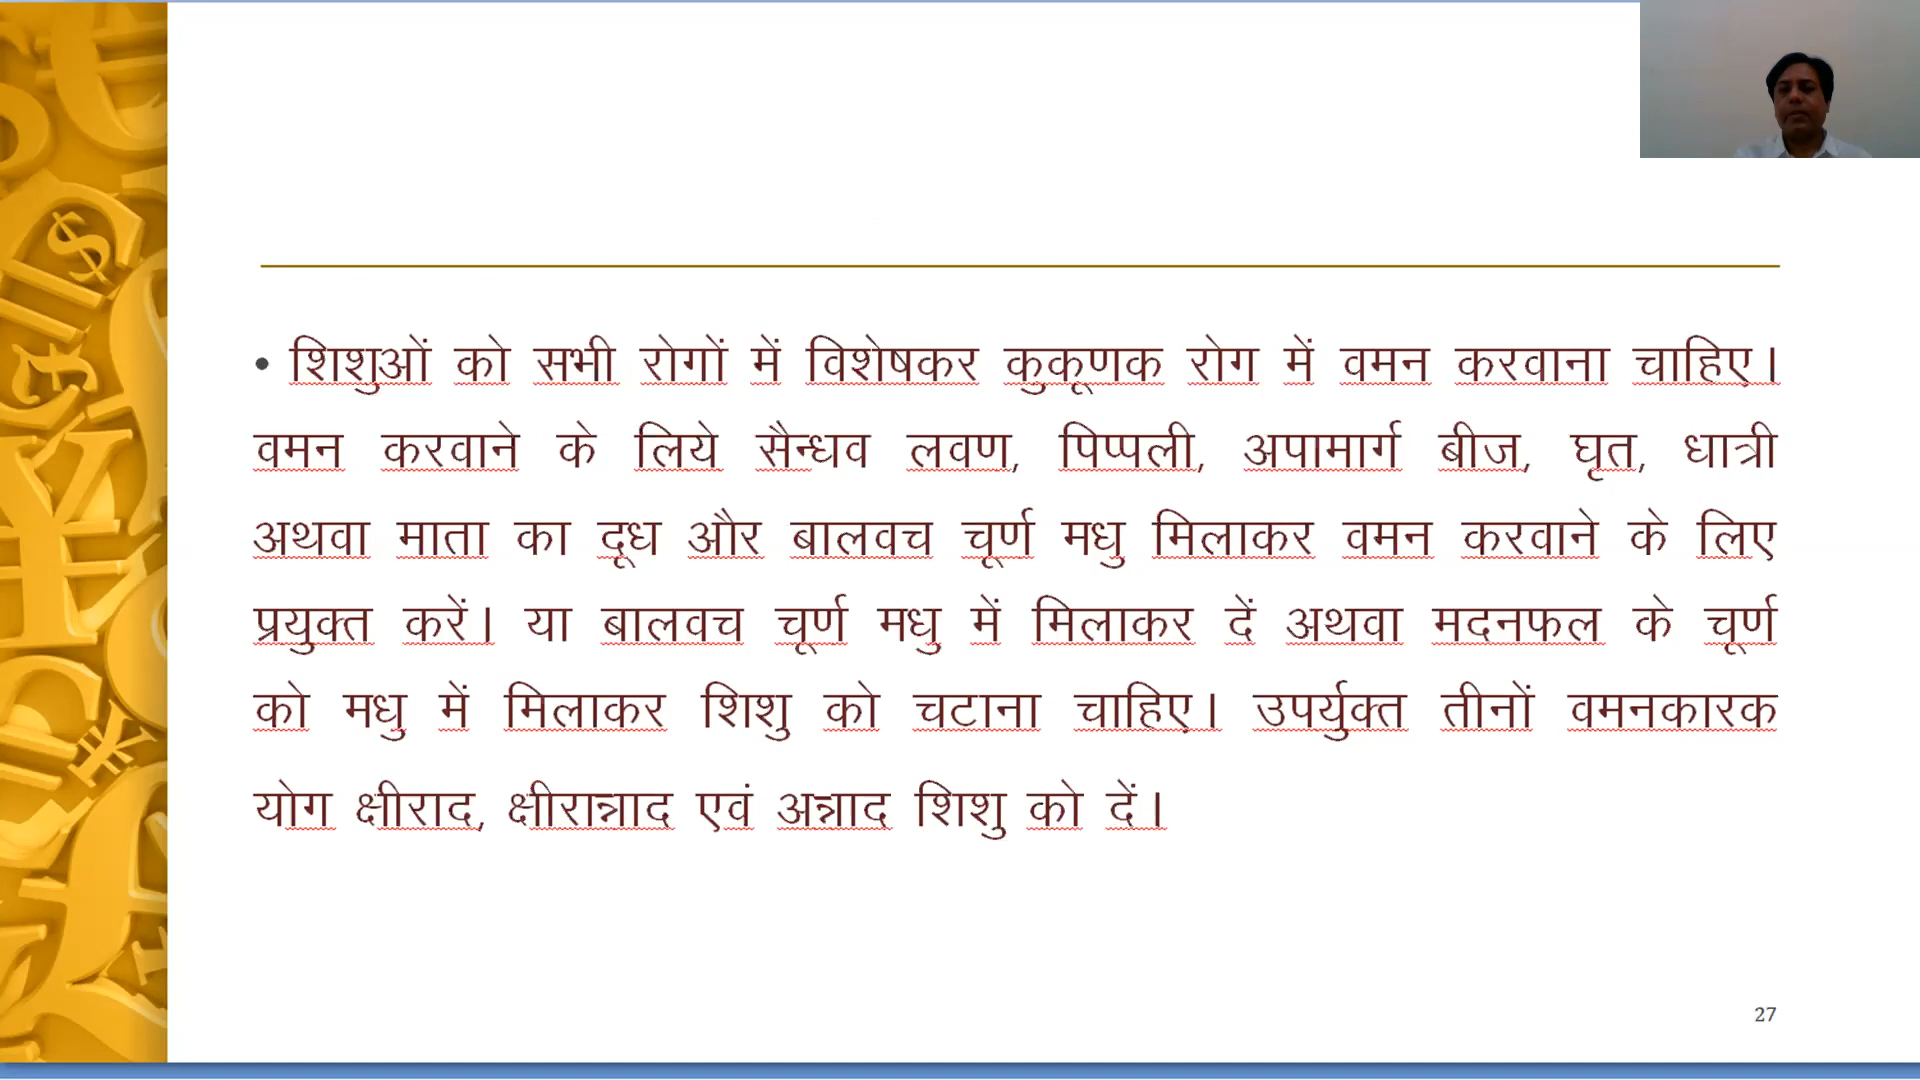 • शिशुओं को सभी रोगों में विशेषकर कुकूणक रोग में वमन करवाना चाहिए।
वमन करवाने के लिये सैन्धव लवण, पिप्पली, अपामार्ग बीज, घृत, धात्री
अथवा माता का दूध और बालवच चूर्ण मधु मिलाकर वमन करवाने के लिए
प्रयुक्त करें। या बालवच चूर्ण मधु में मिलाकर दें अथवा मदनफल के चूर्ण
को मधु में मिलाकर शिशु को चटाना चाहिए। उपर्युक्त तीनों वमनकारक
योग क्षीराद, क्षीरान्नाद एवं अन्नाद शिशु को दें।
27